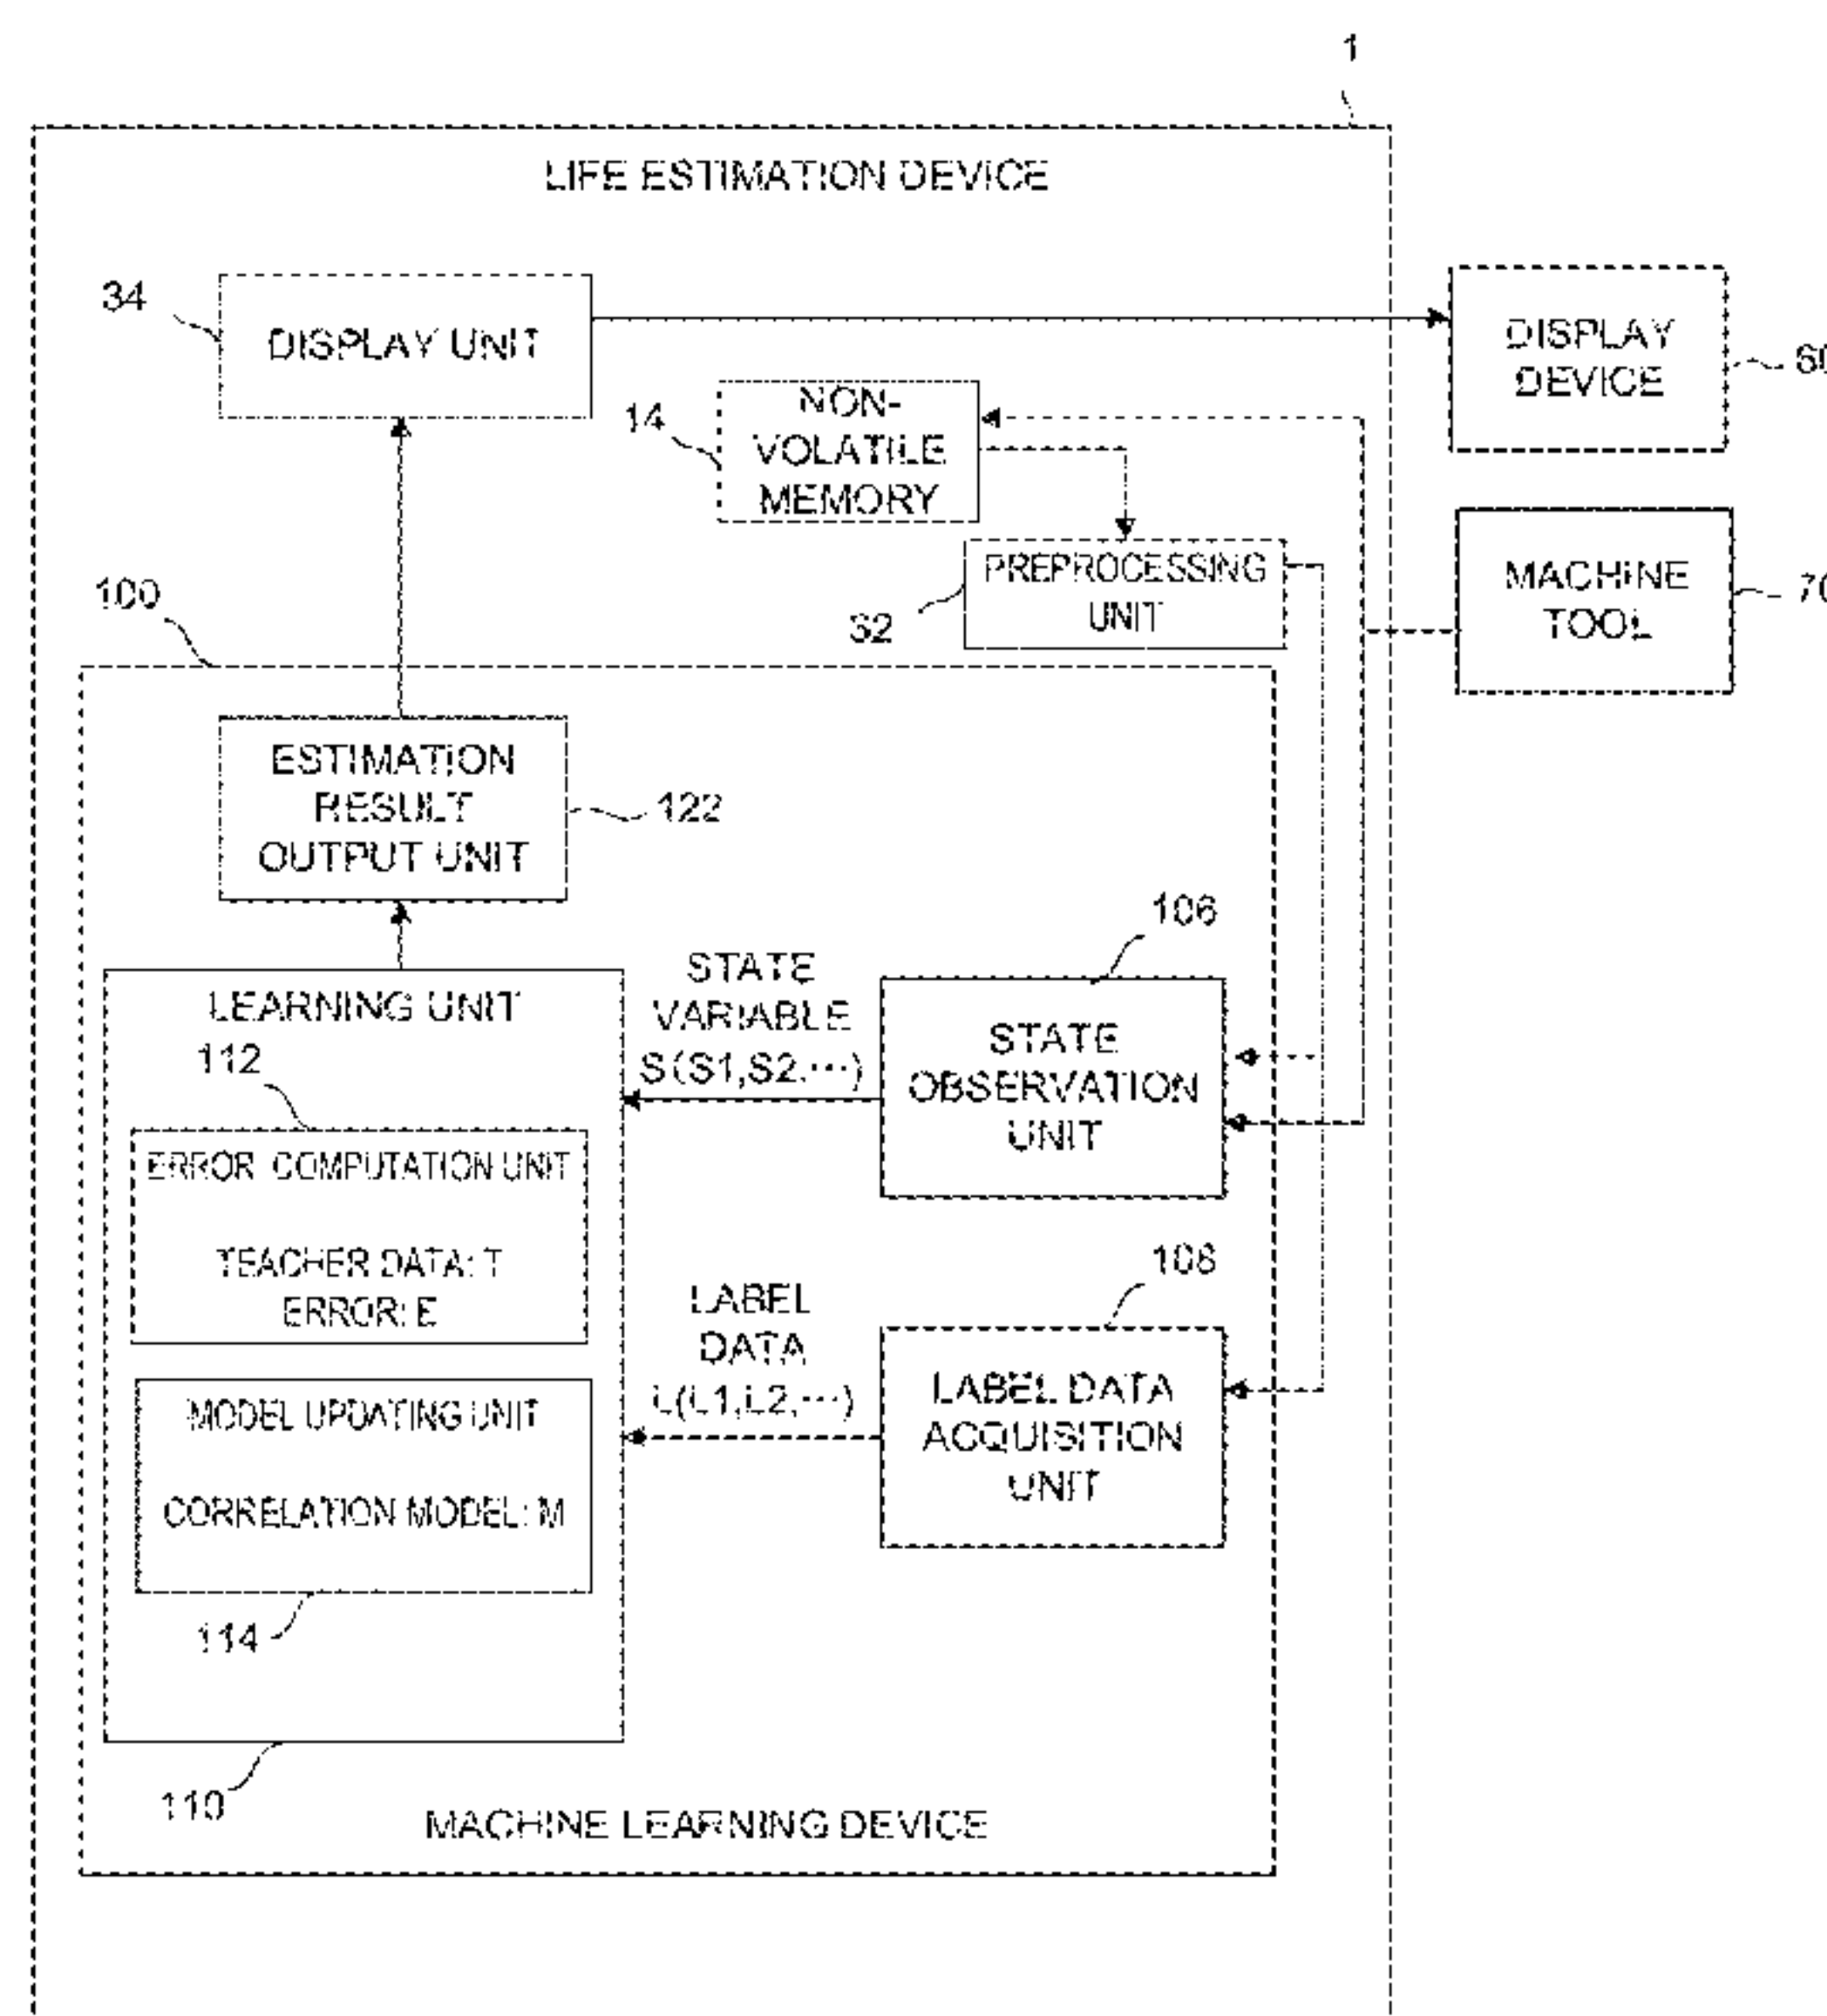 1
LIFE ESTIMATION DEVICE
34
DISPLAY UNIT
DISPLAY
DEVICE
14
NON-
VOLATILE
MEMORY
MACHINE
TOOL
PREPROCESSING
UNIT
32
100
ESTIMATION
RESULT
OUTPUT UNIT
122
106
STATE
VARIABLE
S(S1,S2,⋯)
STATE
OBSERVATION
UNIT
LEARNING UNIT
112
ERROR COMPUTATION UNIT
TEACHER DATA: T
ERROR: E
108
LABEL
DATA
L(L1,L2,⋯)
LABEL DATA
ACQUISITION
UNIT
MODEL UPDATING UNIT
CORRELATION MODEL: M
114
110
MACHINE LEARNING DEVICE